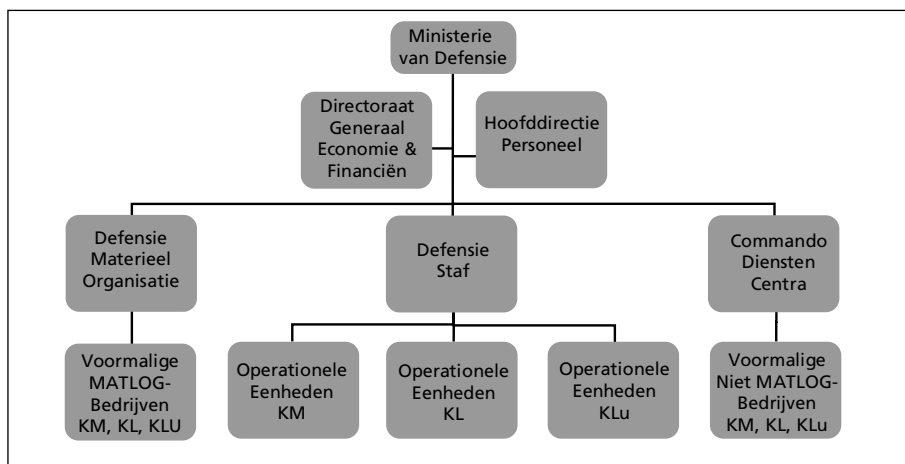 Ministerie
van Defensie
Directoraat
Generaal
Economie &
Financiën
Hoofddirectie
Personeel
Defensie
Materieel
Organisatie
Defensie
Staf
Commando
Diensten
Centra
Voormalige
MATLOG-
Bedrijven
KM, KL, KLU
Operationele
Eenheden
KM
Operationele
Eenheden
KL
Operationele
Eenheden
KLu
Voormalige
Niet MATLOG-
Bedrijven
KM, KL, KLu